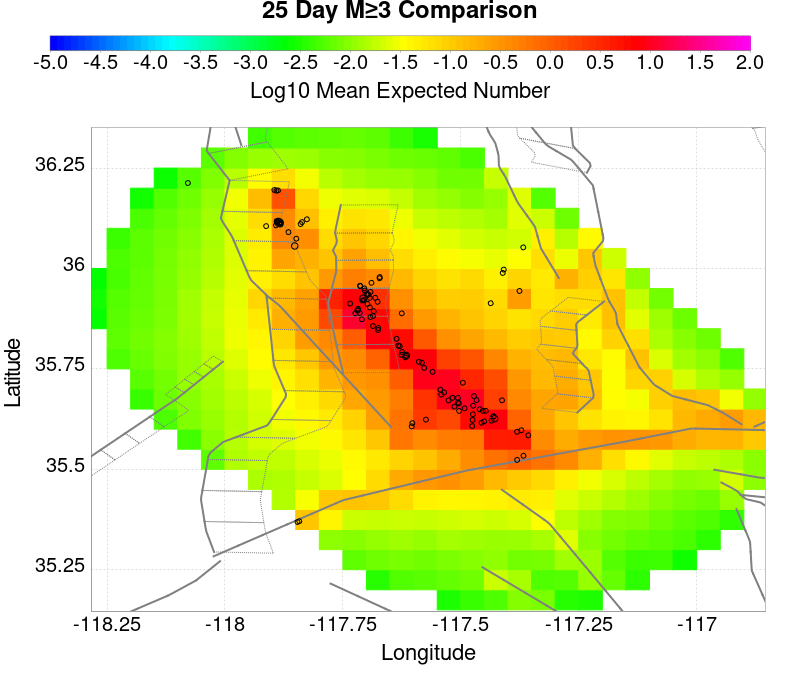 25 Day M≥3 Comparison
-5.0 -4.5 -4.0 -3.5 -3.0 -2.5 -2.0 -1.5 -1.0 -0.5 0.0 0.5 1.0 1.5 2.0
Log10 Mean Expected Number
Latitude
36.25
36
35.75
35.5
35.25
-118.25 -118 -117.75 -117.5 -117.25 -117
Longitude